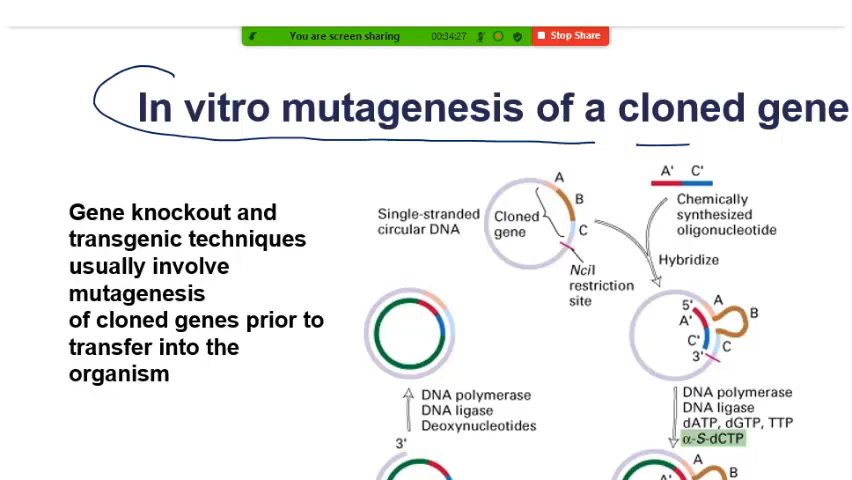 You are screen sharing
00:34:27
Stop Share
In vitro mutagenesis of a cloned gene
Gene knockout and
transgenic techniques
usually involve
mutagenesis
of cloned genes prior to
transfer into the
organism
Single-stranded
circular DNA
Cloned
gene
A
B
C
NciI
restriction
site
A' C'
Chemically
synthesized
oligonucleotide
Hybridize
5'
A'
C'
3'
A
B
C
DNA polymerase
DNA ligase
dATP, dGTP, TTP
α-S-dCTP
A
B
A'
DNA polymerase
DNA ligase
Deoxynucleotides
3'